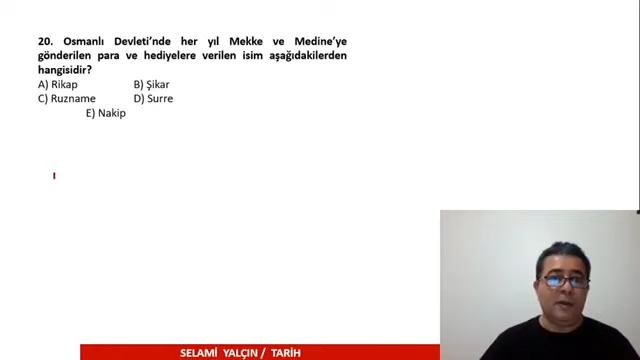 20. Osmanlı Devleti’nde her yıl Mekke ve Medine’ye
gönderilen para ve hediyelere verilen isim aşağıdakilerden
hangisidir?
A) Rikap B) Şikar
C) Ruzname D) Surre
E) Nakip
SELAMİ YALÇIN / TARİH